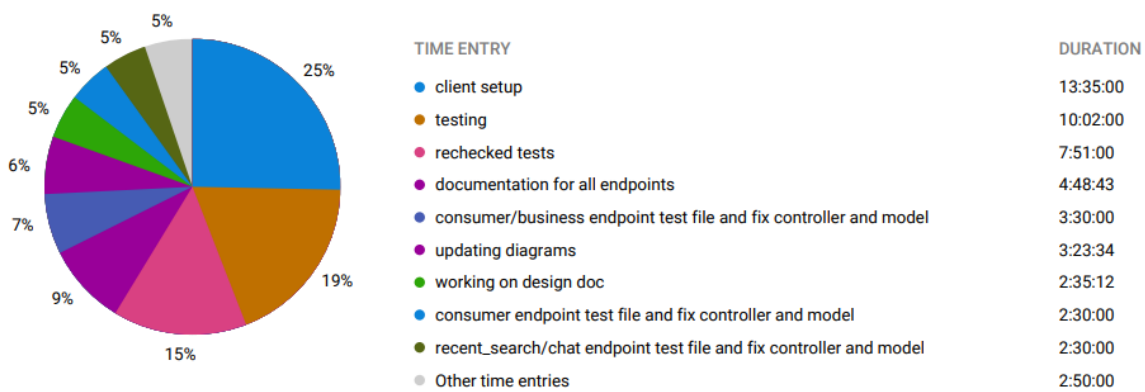 5%
5%
5%
5%
6%
7%
9%
15%
19%
25%
TIME ENTRY DURATION
client setup 13:35:00
testing 10:02:00
rechecked tests 7:51:00
documentation for all endpoints 4:48:43
consumer/business endpoint test file and fix controller and model 3:30:00
updating diagrams 3:23:34
working on design doc 2:35:12
consumer endpoint test file and fix controller and model 2:30:00
recent_search/chat endpoint test file and fix controller and model 2:30:00
Other time entries 2:50:00